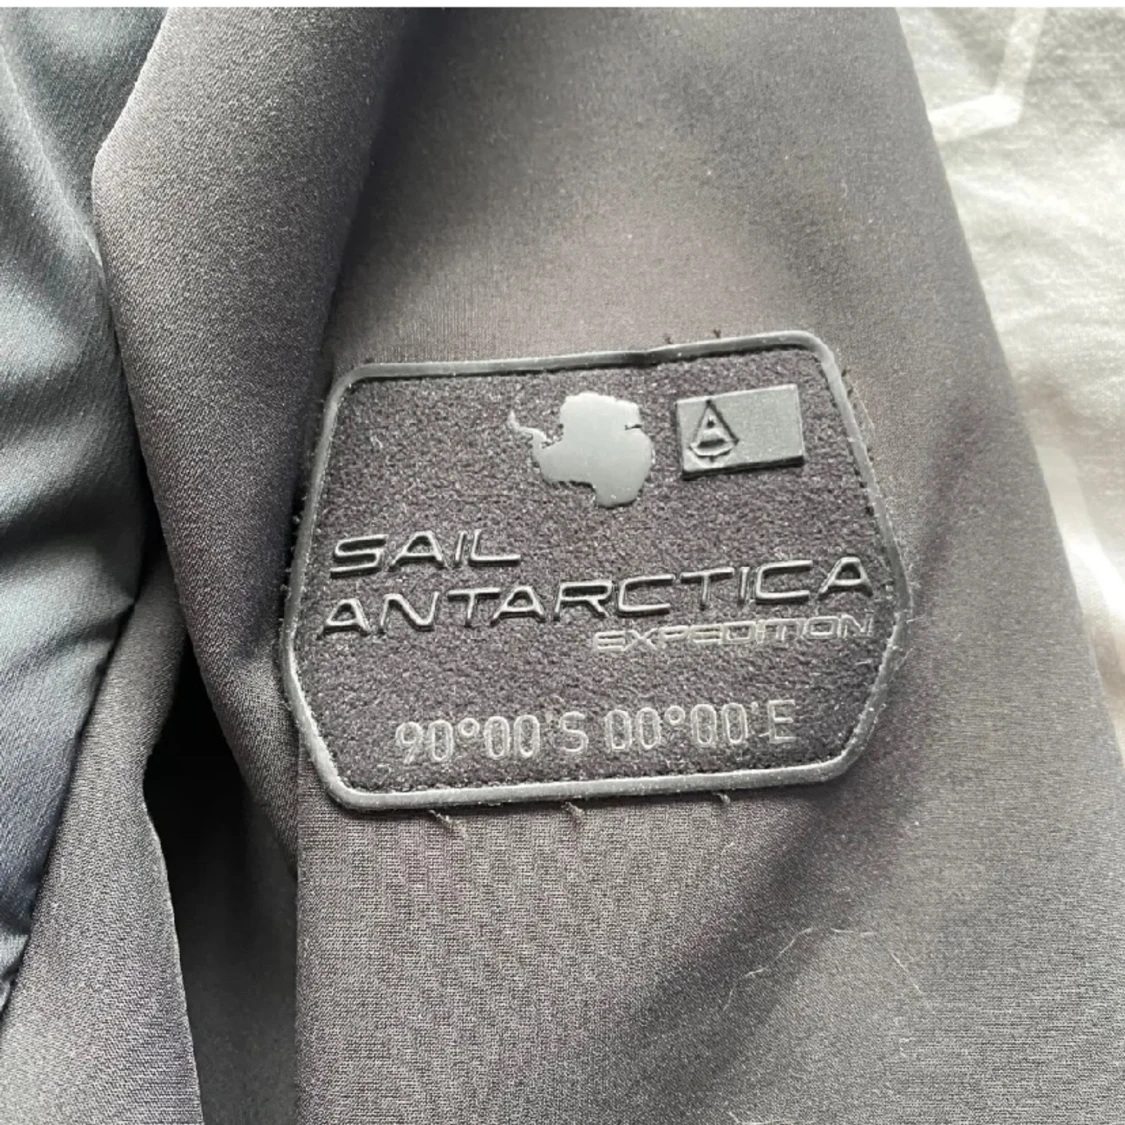 SAIL
ANTARCTICA
EXPEDITION
90°00'S 00°00'E